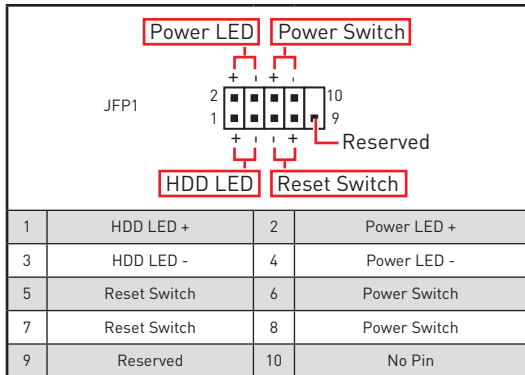 Power LED Power Switch
+ - + -
JFP1
2 10
1 9
+ - - +
Reserved
HDD LED Reset Switch
1 HDD LED + 2 Power LED +
3 HDD LED - 4 Power LED -
5 Reset Switch 6 Power Switch
7 Reset Switch 8 Power Switch
9 Reserved 10 No Pin